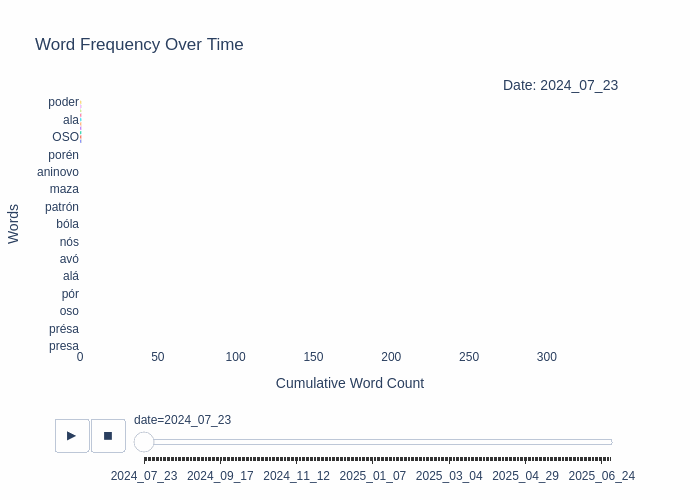 Word Frequency Over Time
Date: 2024_07_23
poder
ala
OSO
porén
aninovo
maza
patrón
bóla
nós
avó
alá
pór
oso
présa
presa
Words
0 50 100 150 200 250 300
Cumulative Word Count
date=2024_07_23
2024_07_23 2024_09_17 2024_11_12 2025_01_07 2025_03_04 2025_04_29 2025_06_24